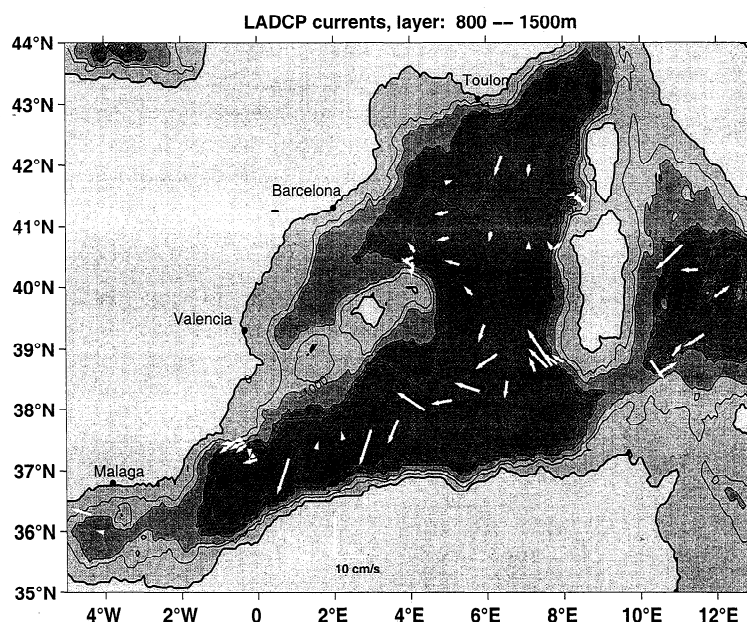 LADCP currents, layer: 800 –– 1500m
44°N
Toulon
43°N
42°N
Barcelona
41°N
40°N
Valencia
39°N
38°N
37°N
Malaga
36°N
10 cm/s
35°N
4°W 2°W 0 2°E 4°E 6°E 8°E 10°E 12°E